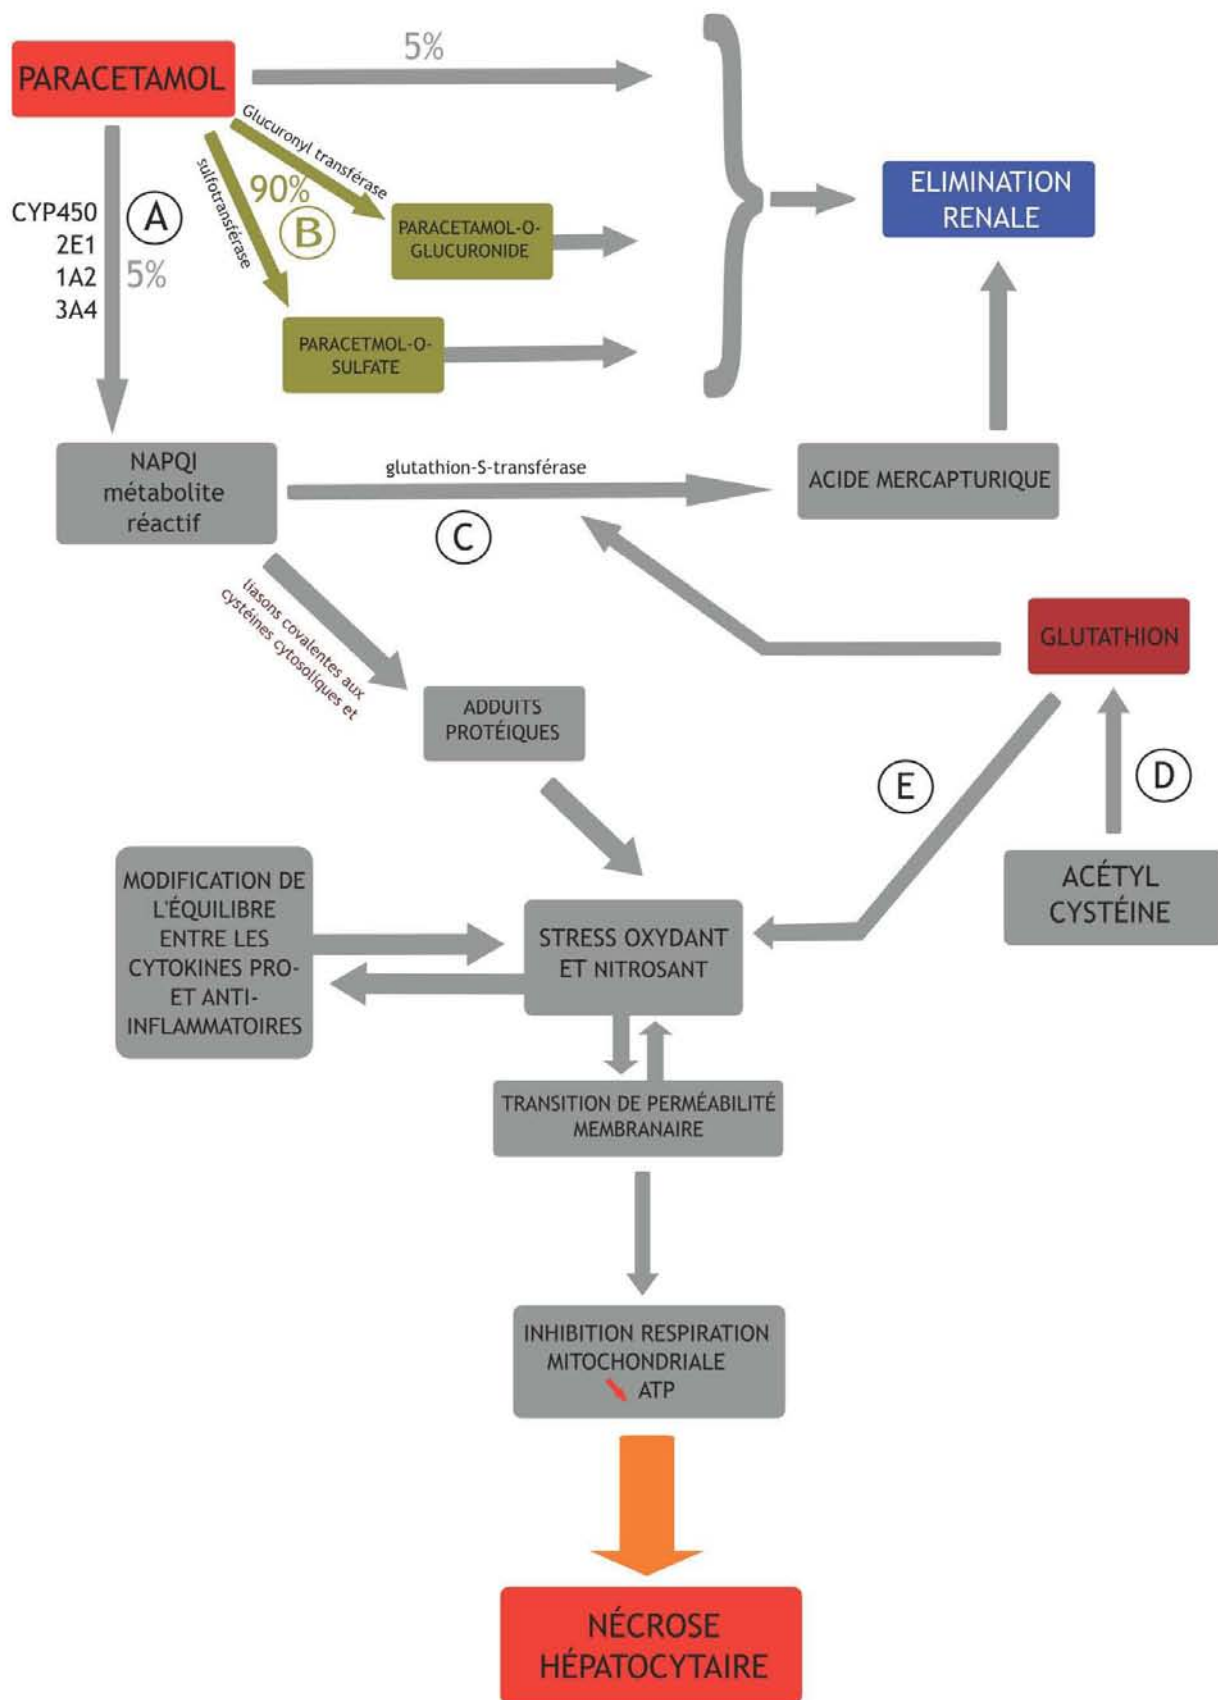 5%
PARACETAMOL
Glucuronyl transférase
sulfotransférase
90%
B
CYP450
2E1
1A2
3A4
A
5%
PARACETAMOL-O-
GLUCURONIDE
ELIMINATION
RENALE
PARACETMOL-O-
SULFATE
NAPQI
métabolite
réactif
glutathion-S-transférase
C
ACIDE MERCAPTURIQUE
liasons covalentes aux
cystéines cytosoliques et
GLUTATHION
ADDUITS
PROTÉIQUES
E
D
ACÉTYL
CYSTÉINE
MODIFICATION DE
L'ÉQUILIBRE
ENTRE LES
CYTOKINES PRO-
ET ANTI-
INFLAMMATOIRES
STRESS OXYDANT
ET NITROSANT
TRANSITION DE PERMÉABILITÉ
MEMBRANAIRE
INHIBITION RESPIRATION
MITOCHONDRIALE
ATP
NÉCROSE
HÉPATOCYTAIRE